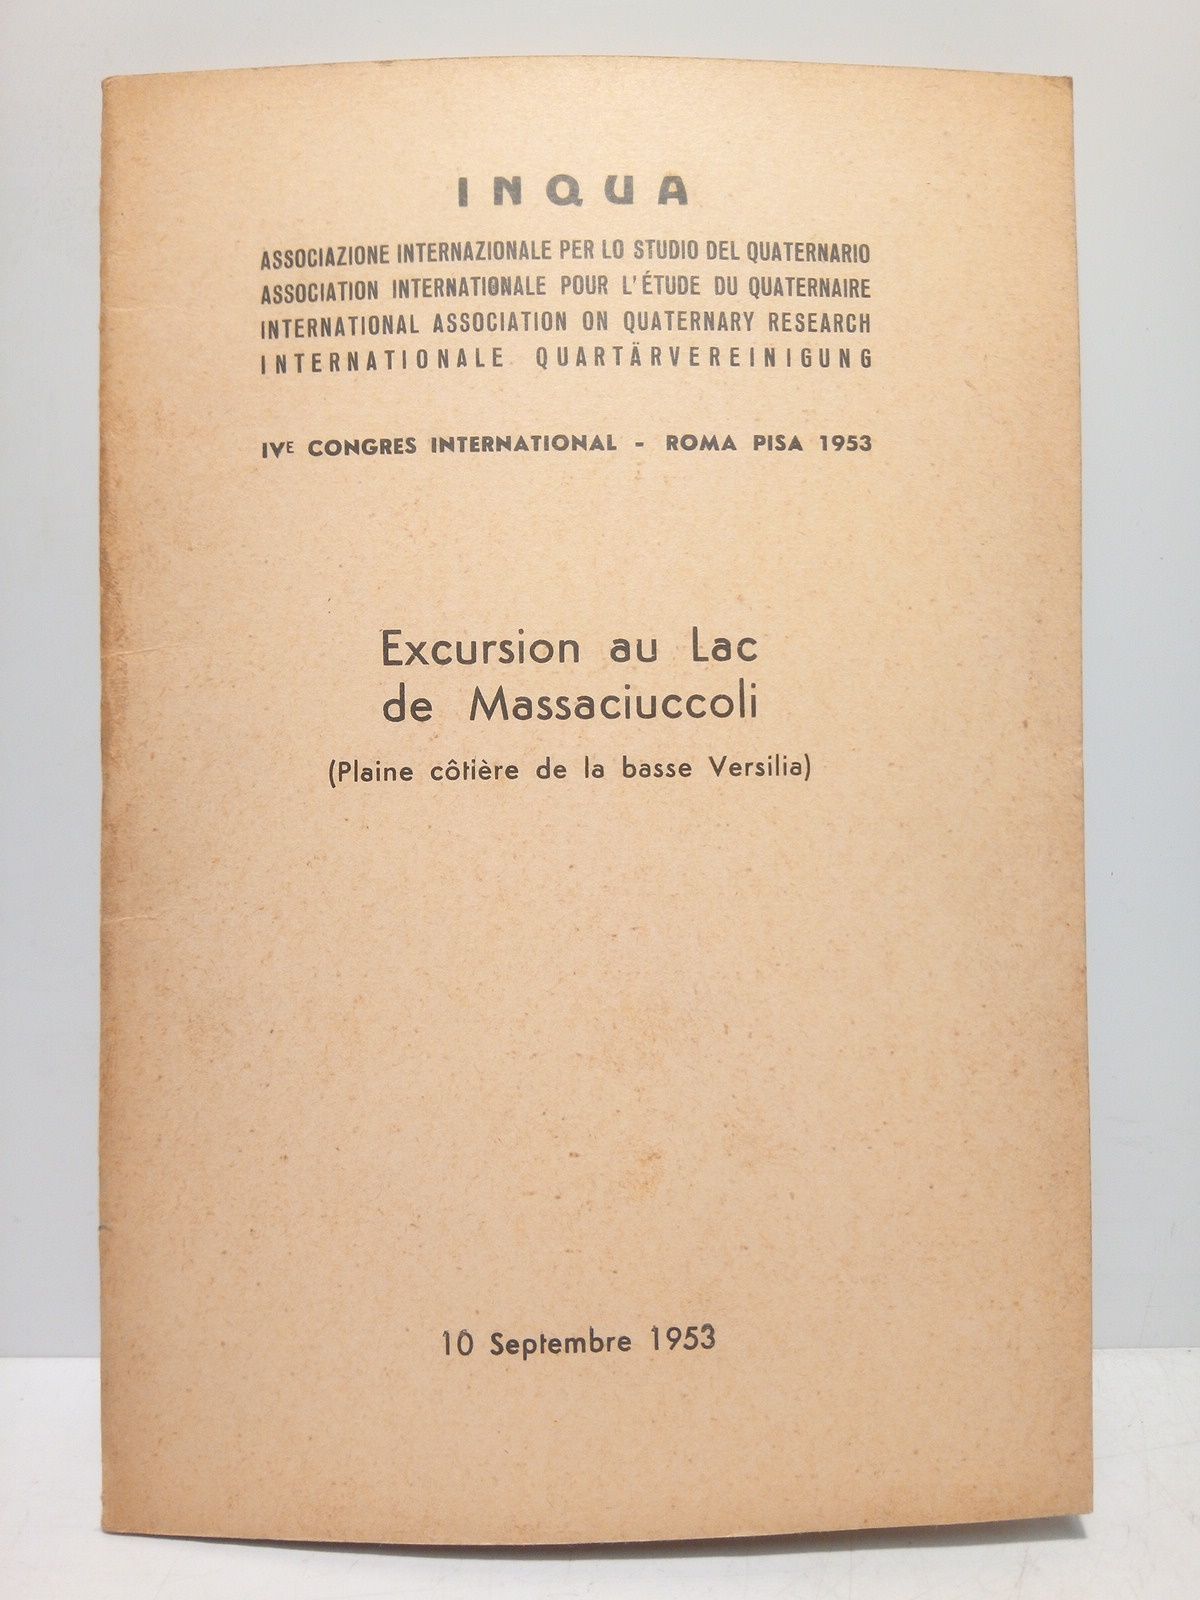 INQUA
ASSOCIAZIONE INTERNAZIONALE PER LO STUDIO DEL QUATERNARIO
ASSOCIATION INTERNATIONALE POUR L'ÉTUDE DU QUATERNAIRE
INTERNATIONAL ASSOCIATION ON QUATERNARY RESEARCH
INTERNATIONALE QUARTÄRVEREINIGUNG
IVE CONGRES INTERNATIONAL - ROMA PISA 1953
Excursion au Lac
de Massaciuccoli
(Plaine côtière de la basse Versilia)
10 Septembre 1953